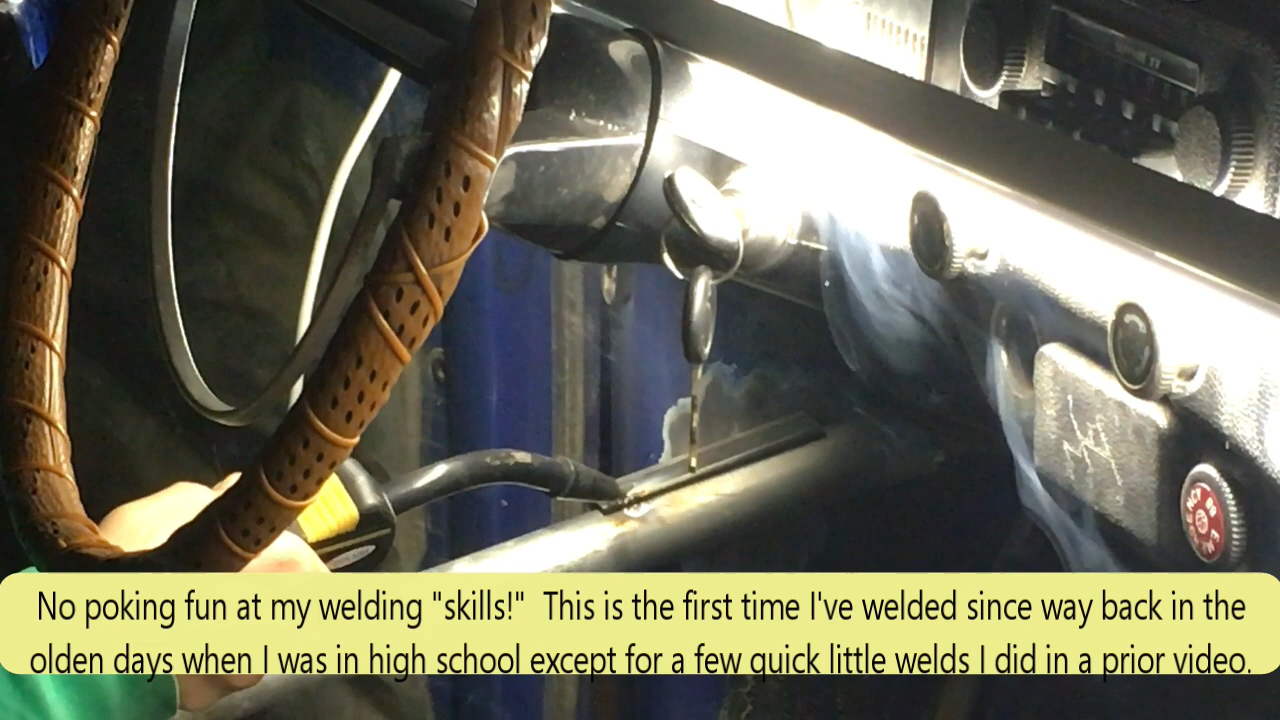 No poking fun at my welding "skills!"  This is the first time I've welded since way back in the
olden days when I was in high school except for a few quick little welds I did in a prior video.